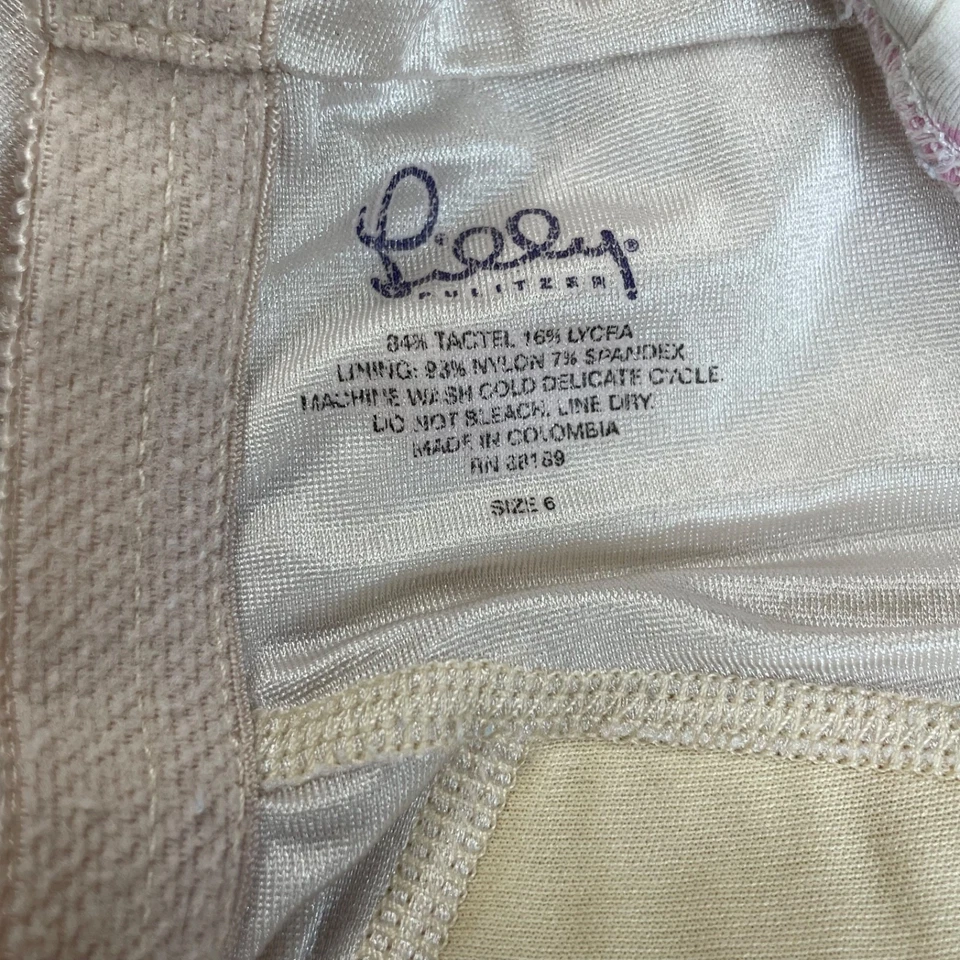 Lilly®
PULITZER
84% TACTEL 16% LYCRA
LINING: 93% NYLON 7% SPANDEX
MACHINE WASH COLD DELICATE CYCLE.
DO NOT BLEACH. LINE DRY.
MADE IN COLOMBIA
RN 88189
SIZE 6